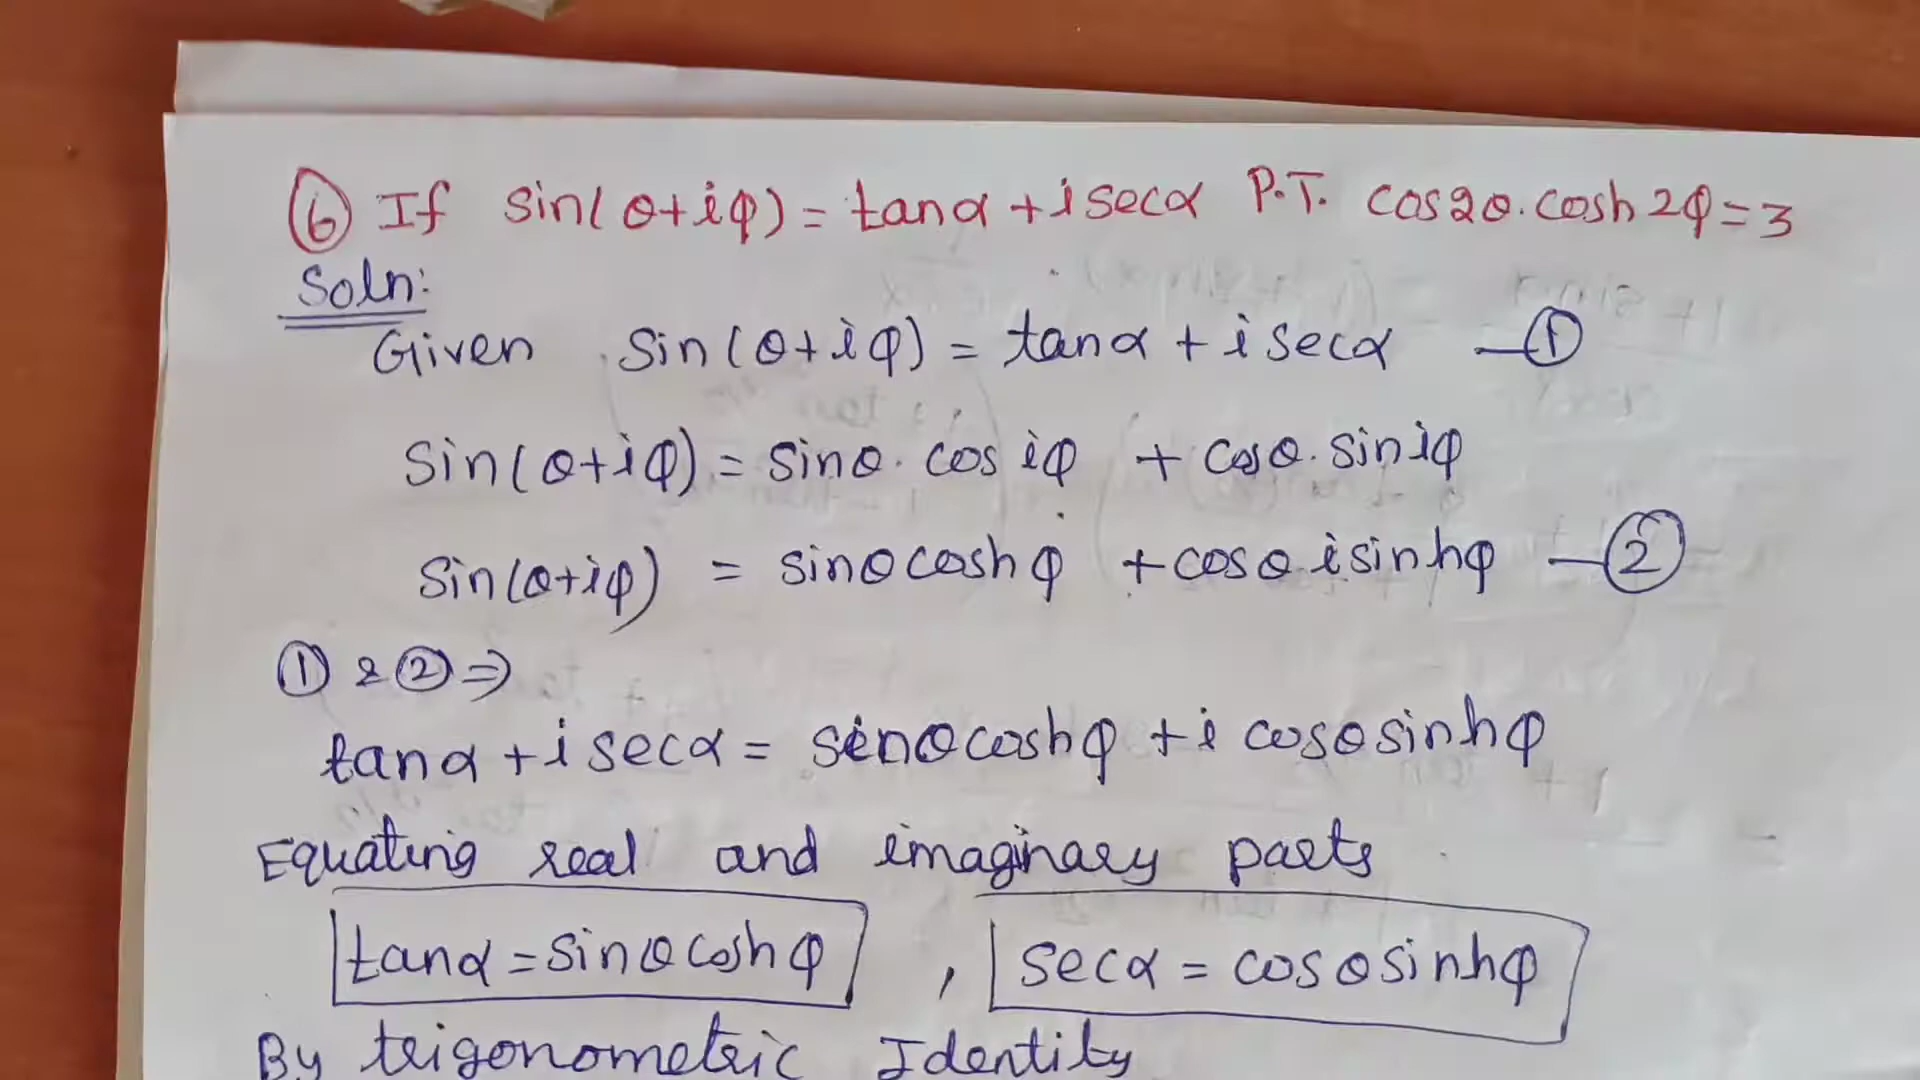 ⑥ If sin(θ+iφ) = tanα + i secα P.T. cos2θ.cosh2φ=3
Soln:
Given sin(θ+iφ) = tanα + i secα —①
sin(θ+iφ) = sinθ. cos iφ + cosθ. sin iφ
sin(θ+iφ) = sinθ coshφ + cosθ i sinhφ —②
① & ② ⇒
tanα + i secα = sinθ coshφ + i cosθ sinhφ
Equating real and imaginary parts
tanα = sinθ coshφ , secα = cosθ sinhφ
By trigonometric Identity